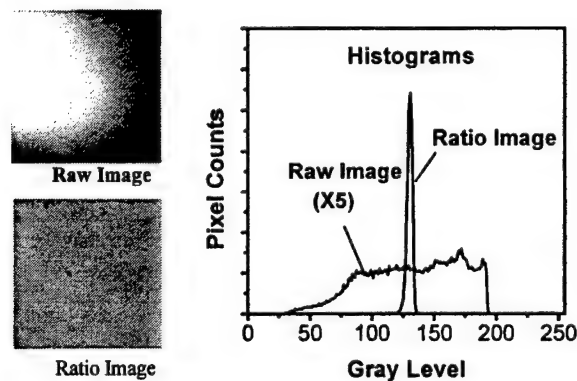 Raw Image
Ratio Image
Histograms
Ratio Image
Raw Image
(X5)
Pixel Counts
0 50 100 150 200 250
Gray Level